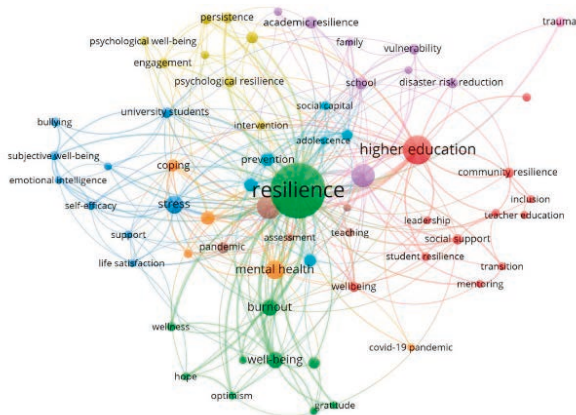 persistence
academic resilience
trauma
psychological well-being
family
vulnerability
engagement
psychological resilience
school
disaster risk reduction
university students
social capital
bullying
intervention
adolescence
higher education
subjective well-being
coping
prevention
community resilience
emotional intelligence
resilience
inclusion
self-efficacy
stress
leadership
teacher education
support
pandemic
assessment
teaching
social support
student resilience
life satisfaction
mental health
transition
wellbeing
mentoring
burnout
wellness
covid-19 pandemic
well-being
hope
optimism
gratitude